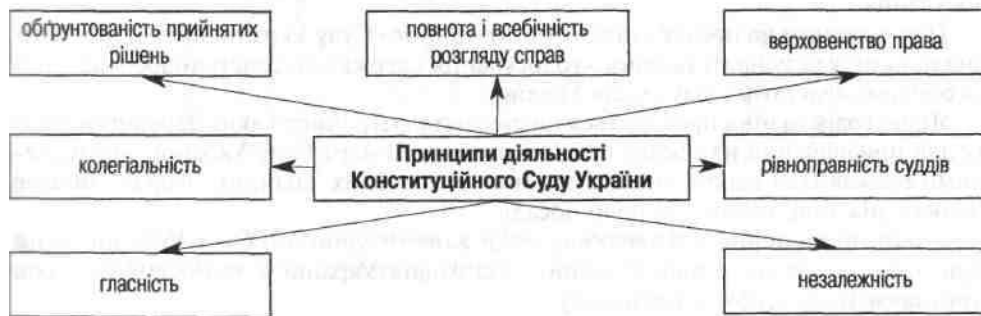 обґрунтованість прийнятих
рішень
повнота і всебічність
розгляду справ
верховенство права
колегіальність
Принципи діяльності
Конституційного Суду України
рівноправність суддів
гласність
незалежність